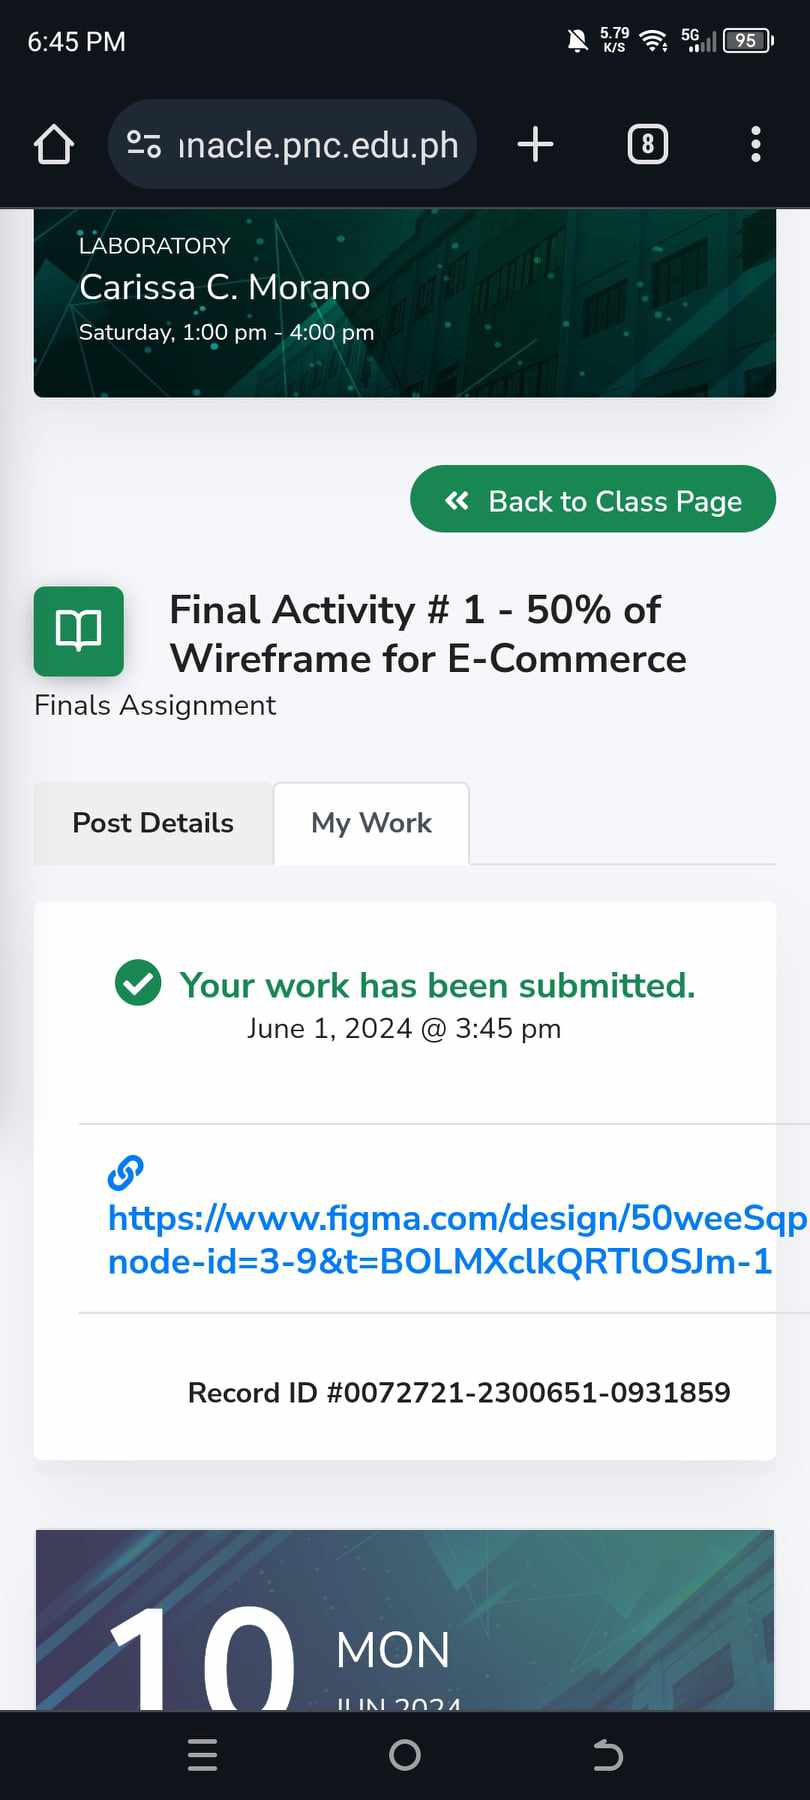 6:45 PM
5.79
K/S
5G
95
nnacle.pnc.edu.ph
8
LABORATORY
Carissa C. Morano
Saturday, 1:00 pm - 4:00 pm
Back to Class Page
Final Activity # 1 - 50% of
Wireframe for E-Commerce
Finals Assignment
Post Details
My Work
Your work has been submitted.
June 1, 2024 @ 3:45 pm
https://www.figma.com/design/50weeSqp
node-id=3-9&t=BOLMXclkQRTlOSJm-1
Record ID #0072721-2300651-0931859
10
MON
JUN 2024